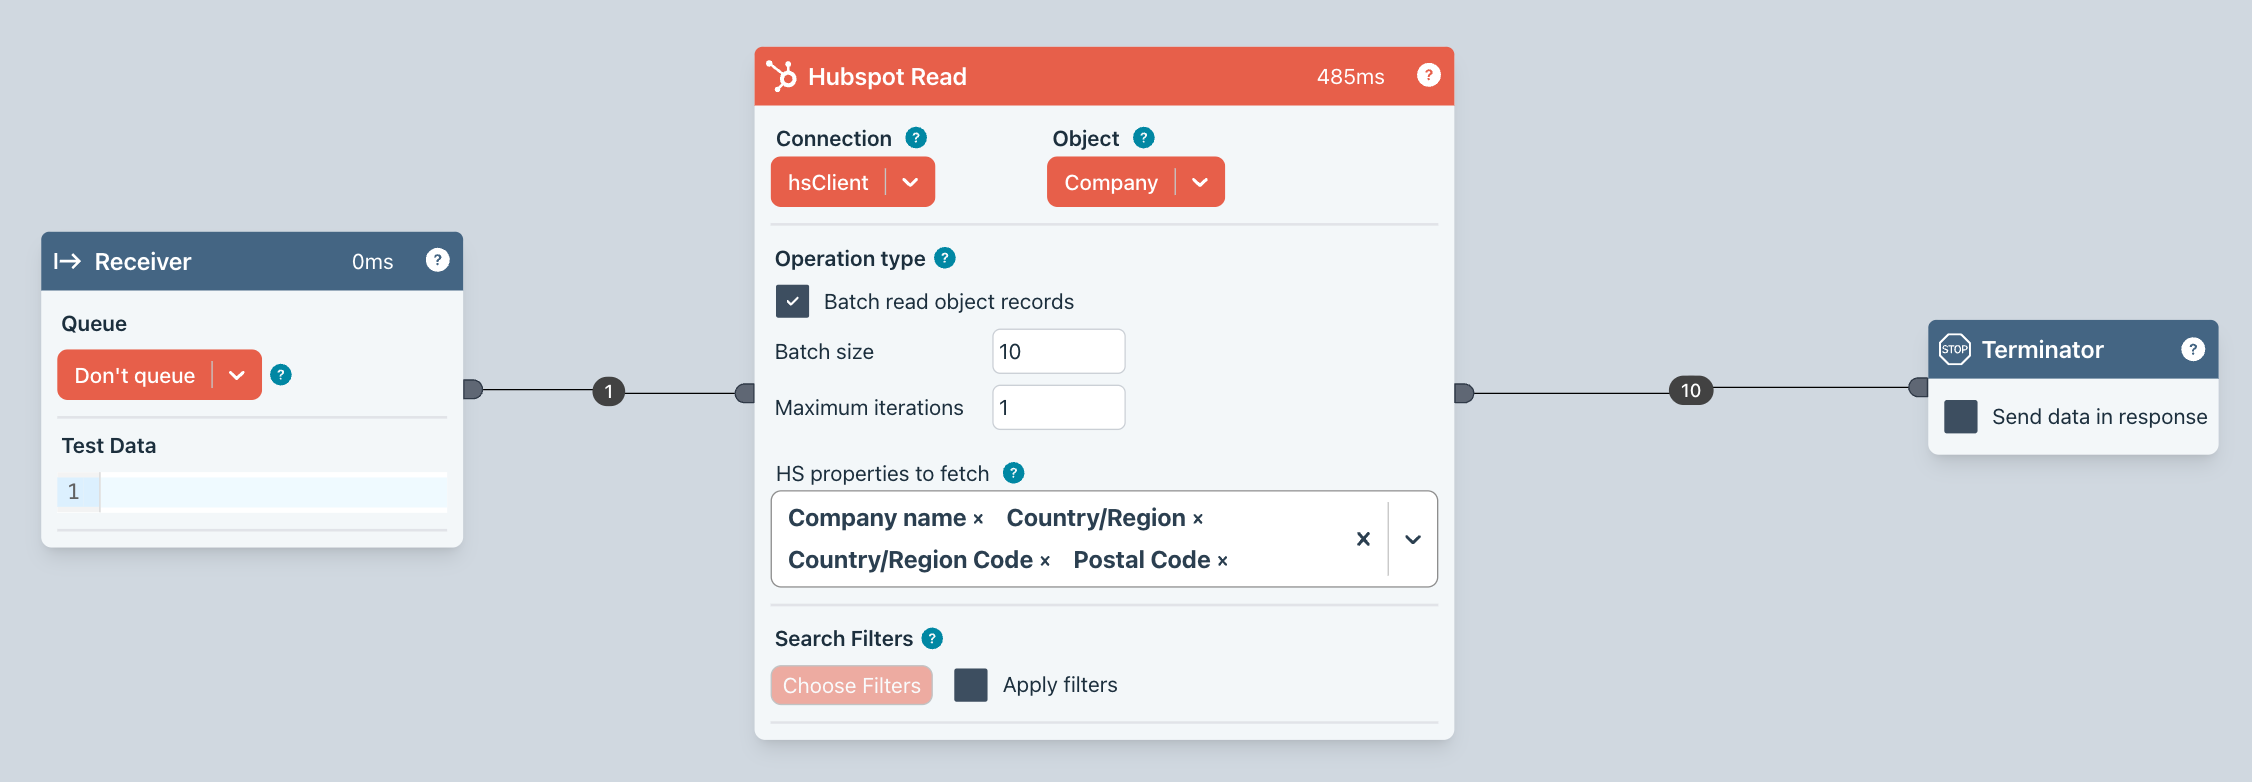 Receiver 0ms ?
Queue
Don't queue ?
Test Data
1
1
Hubspot Read 485ms ?
Connection ? Object ?
hsClient Company
Operation type ?
Batch read object records
Batch size 10
Maximum iterations 1
HS properties to fetch ?
Company name × Country/Region ×
Country/Region Code × Postal Code ×
Search Filters ?
Choose Filters Apply filters
10
STOP Terminator ?
Send data in response